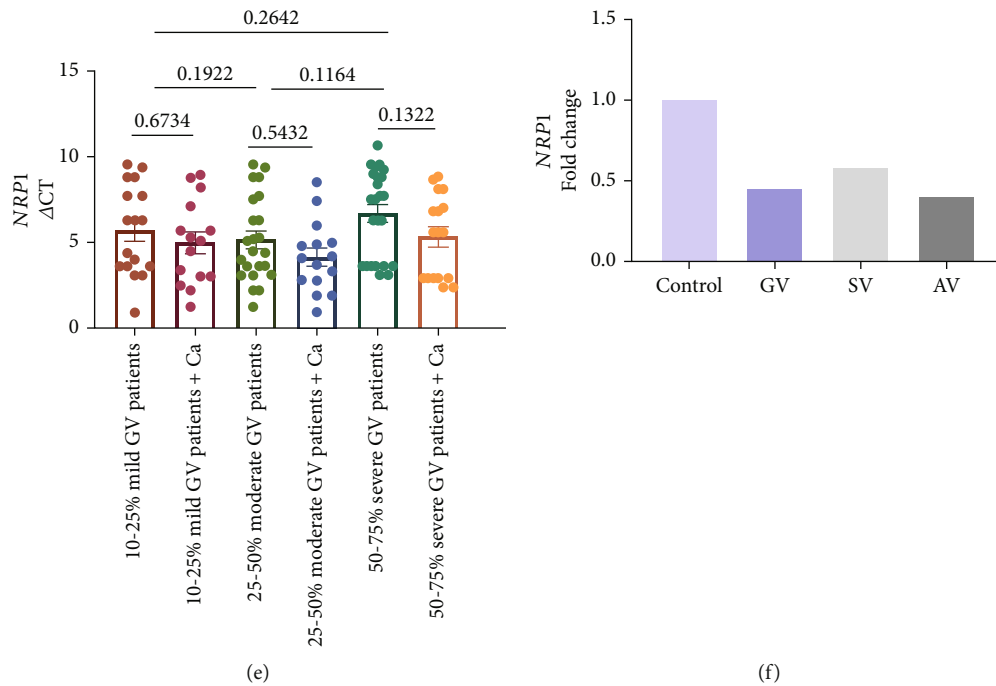 0.2642
0.1922
0.1164
0.6734
0.5432
0.1322
15
10
5
0
NRP1
ΔCT
10-25% mild GV patients
10-25% mild GV patients + Ca
25-50% moderate GV patients
25-50% moderate GV patients + Ca
50-75% severe GV patients
50-75% severe GV patients + Ca
(e)
1.5
1.0
0.5
0.0
NRP1
Fold change
Control
GV
SV
AV
(f)